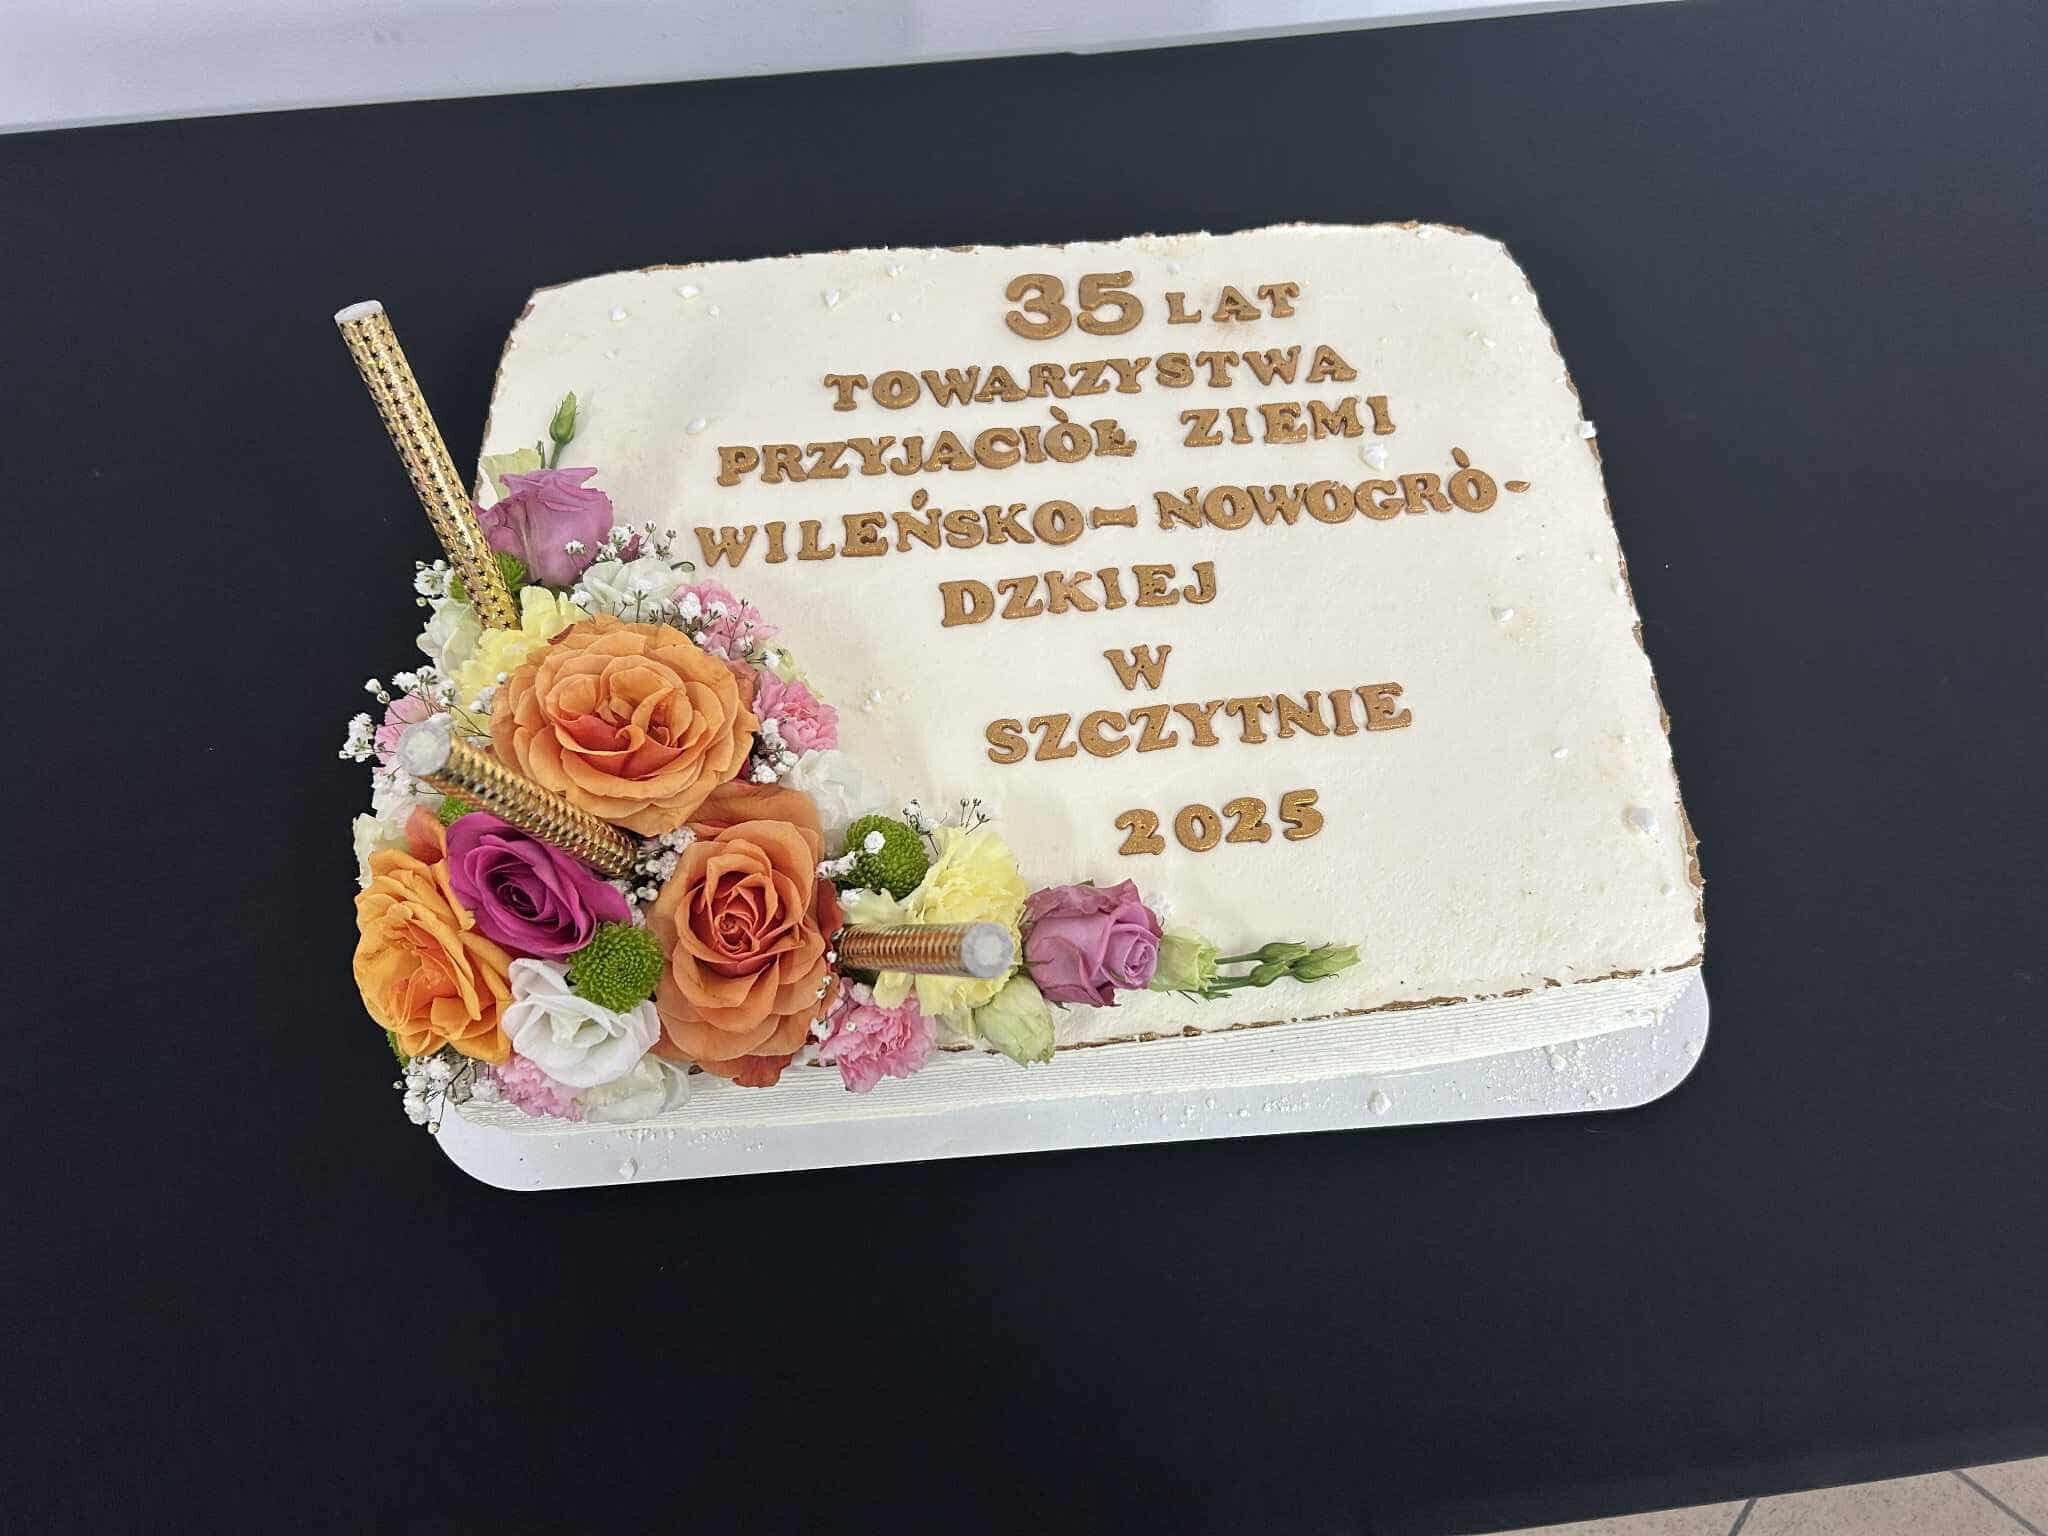 35 LAT
TOWARZYSTWA
PRZYJACIÒŁ ZIEMI
WILEŃSKO-NOWOGRÒ-
DZKIEJ
W
SZCZYTNIE
2025